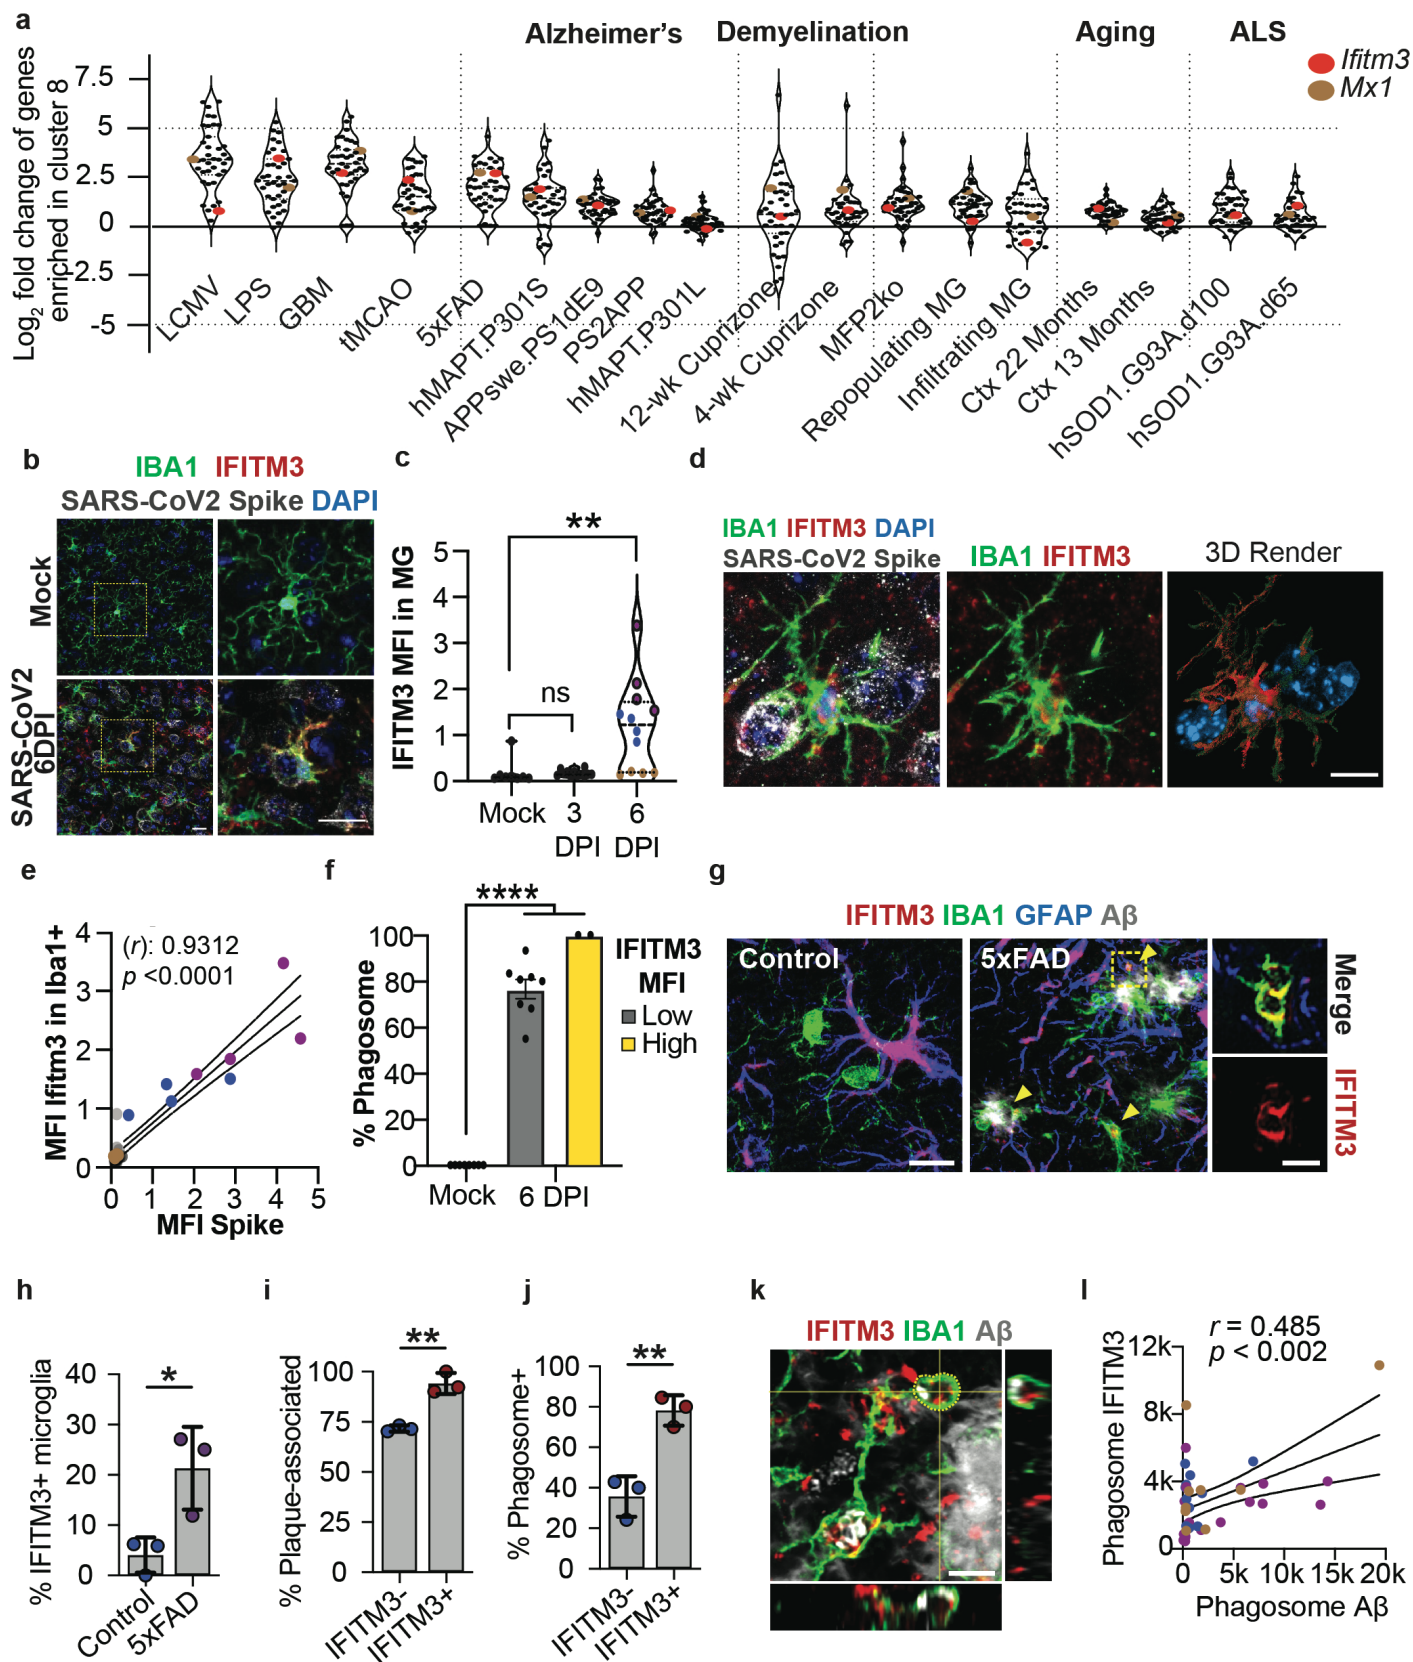 a
Alzheimer's
Demyelination
Aging
ALS
Ifitm3
Mx1
Log2 fold change of genes
enriched in cluster 8
7.5
5
2.5
0
-2.5
-5
LCMV
LPS
GBM
tMCAO
5xFAD
hMAPT.P301S
APPswe.PS1dE9
PS2APP
hMAPT.P301L
12-wk Cuprizone
4-wk Cuprizone
MFP2ko
Repopulating MG
Infiltrating MG
Ctx 22 Months
Ctx 13 Months
hSOD1.G93A.d100
hSOD1.G93A.d65
b
IBA1 IFITM3
SARS-CoV2 Spike DAPI
Mock
SARS-CoV2
6DPI
c
IFITM3 MFI in MG
5
4
3
2
1
0
**
ns
Mock
3
DPI
6
DPI
d
IBA1 IFITM3 DAPI
SARS-CoV2 Spike
IBA1 IFITM3
3D Render
e
MFI Ifitm3 in Iba1+
4
3
2
1
0
(r): 0.9312
p <0.0001
0 1 2 3 4 5
MFI Spike
f
% Phagosome
100
80
60
40
20
0
****
IFITM3
MFI
Low
High
Mock
6 DPI
g
IFITM3 IBA1 GFAP Aβ
Control
5xFAD
Merge
IFITM3
h
% IFITM3+ microglia
40
30
20
10
0
*
Control
5xFAD
i
% Plaque-associated
100
75
50
25
0
**
IFITM3-
IFITM3+
j
% Phagosome+
100
80
60
40
20
0
**
IFITM3-
IFITM3+
k
IFITM3 IBA1 Aβ
l
Phagosome IFITM3
12k
8k
4k
0
r = 0.485
p < 0.002
0 5k 10k 15k 20k
Phagosome Aβ